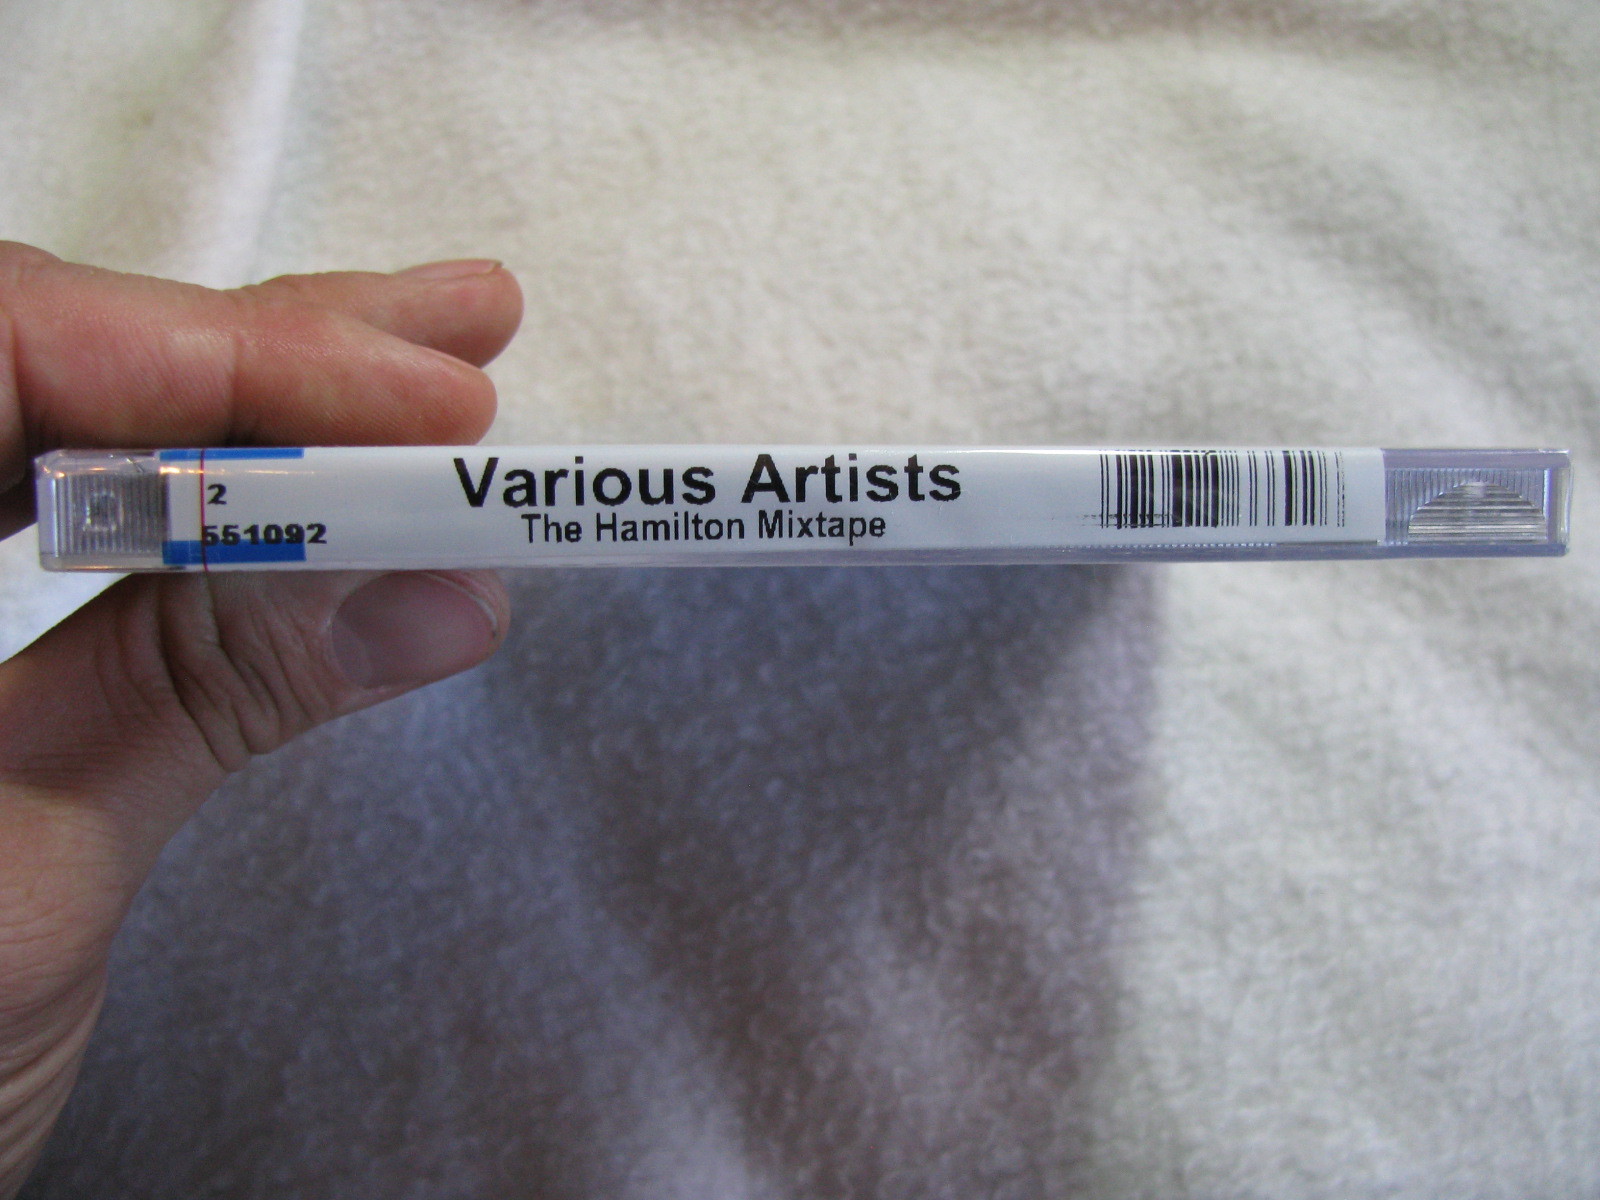 2
551092
Various Artists
The Hamilton Mixtape